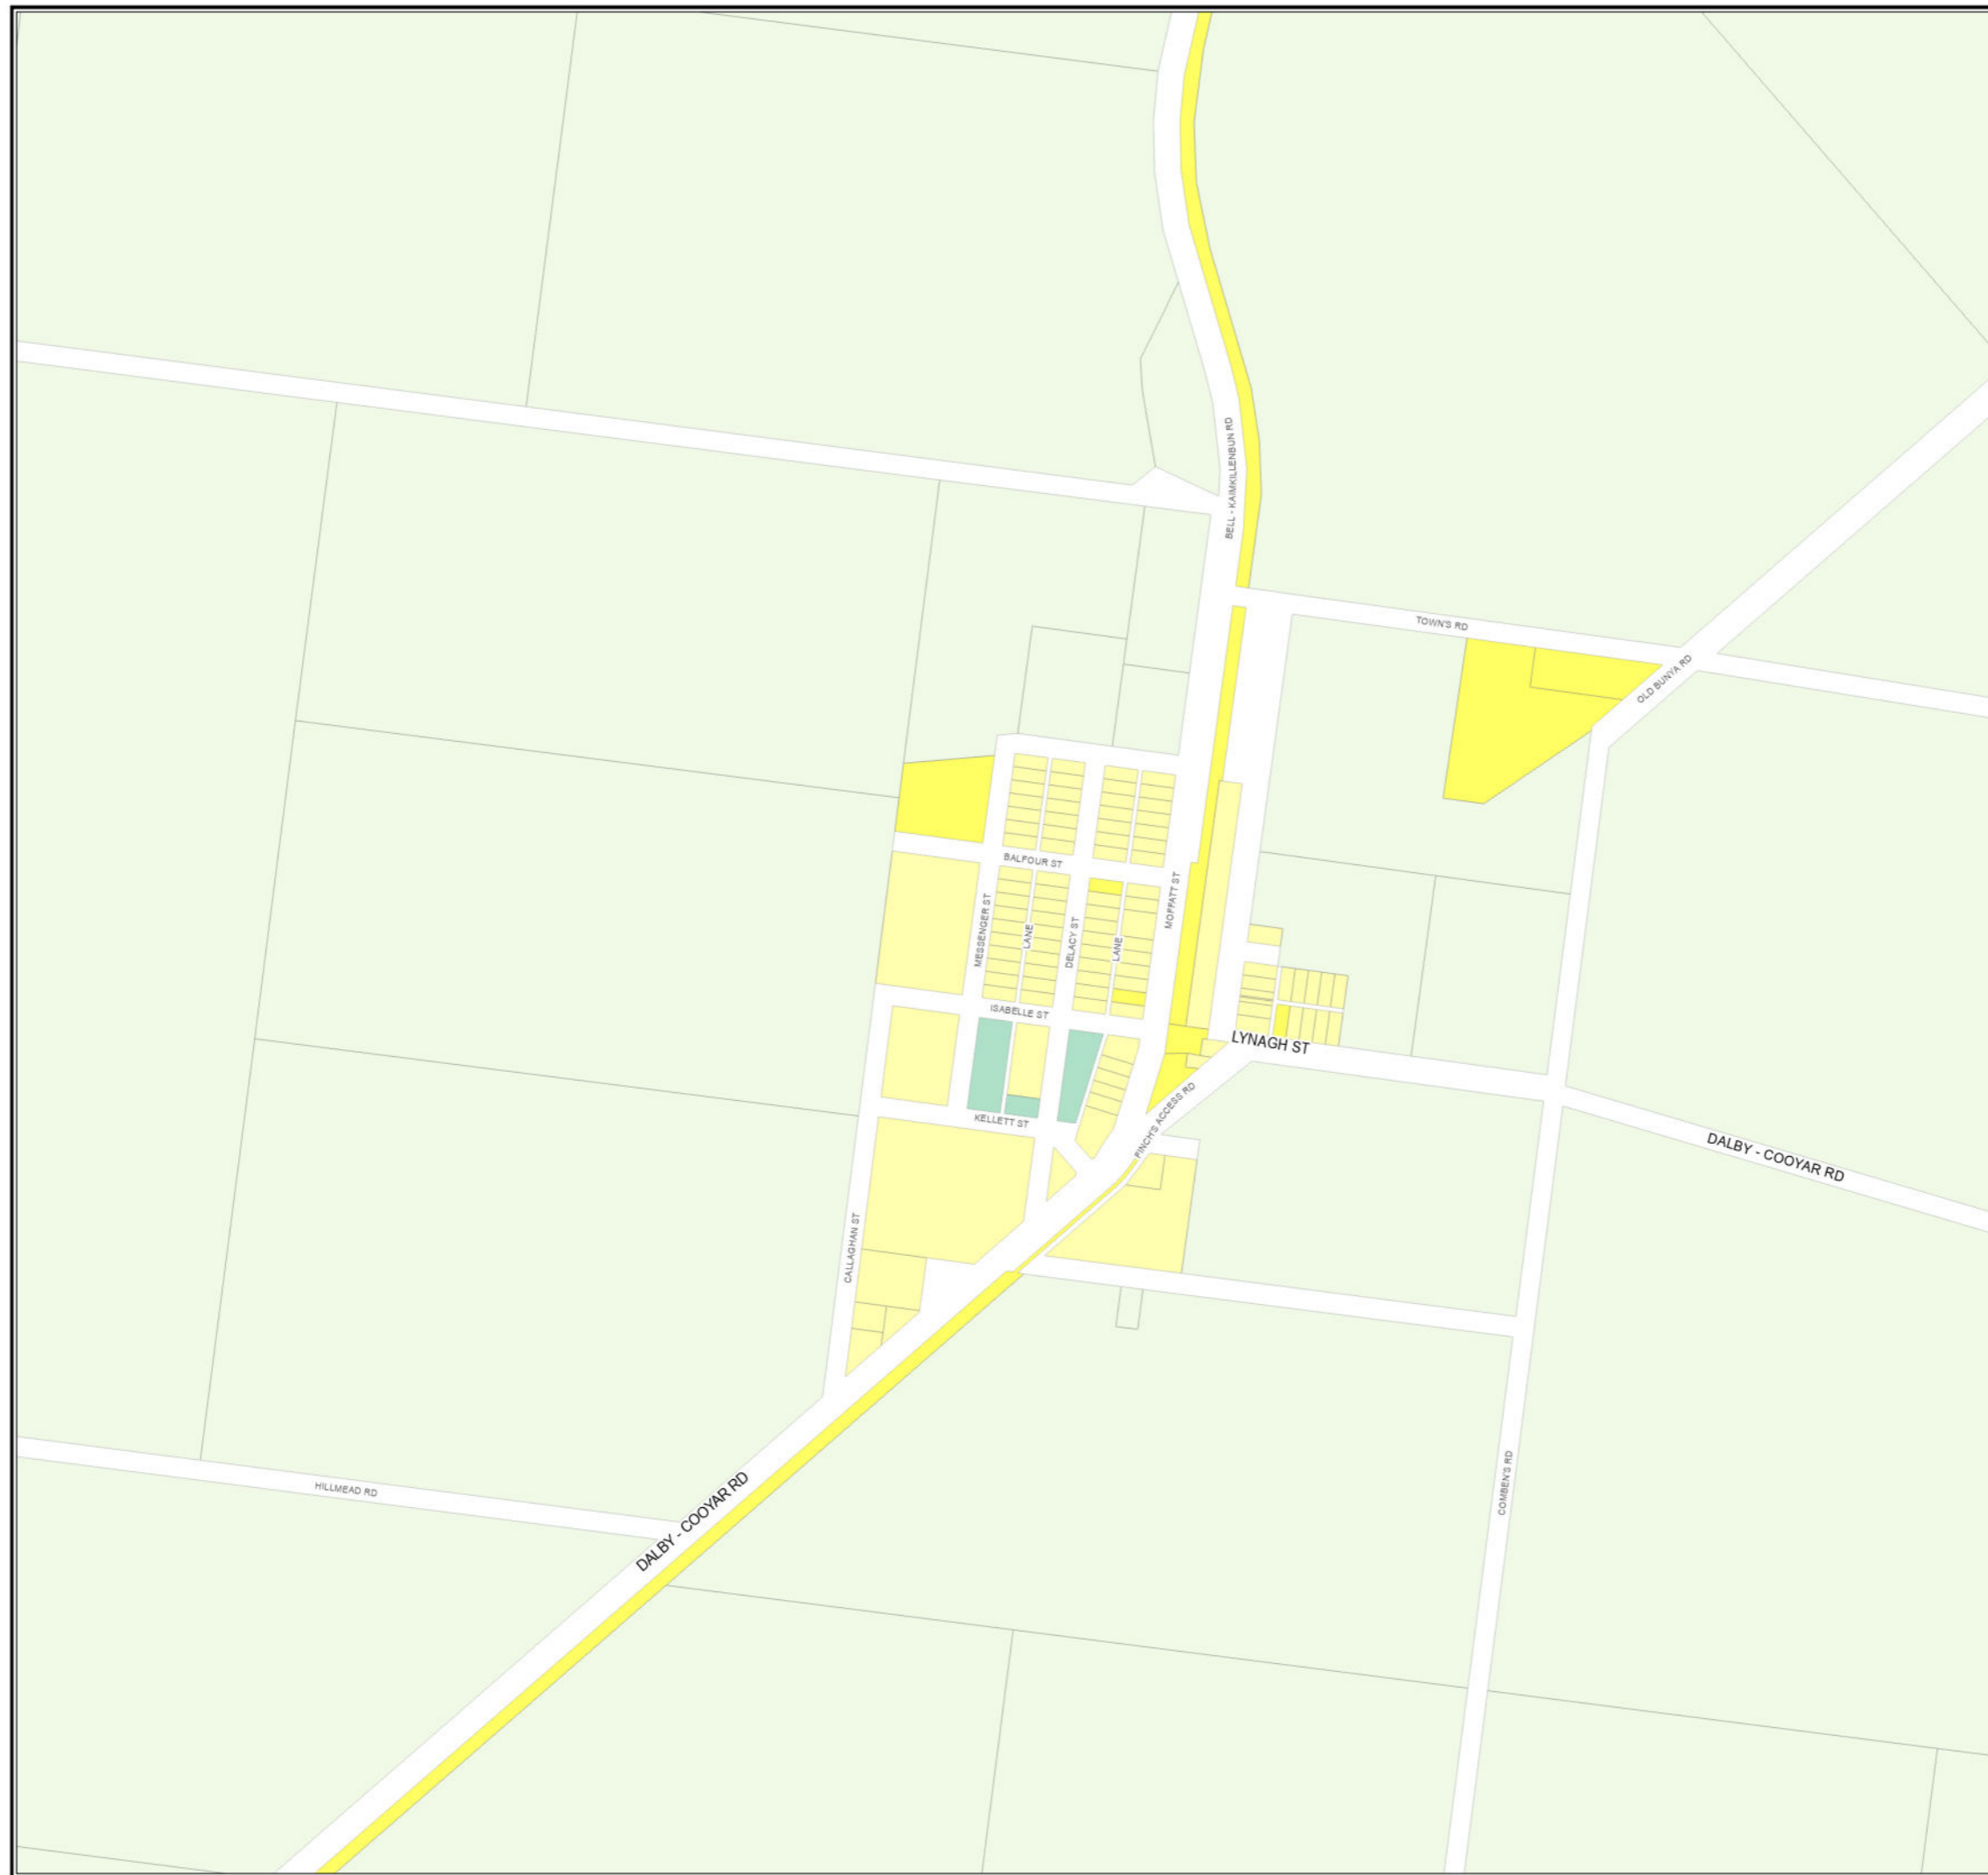 BELL - KAIMKILLENBUN RD
TOWN'S RD
OLD BUNYA RD
BALFOUR ST
MOFFATT ST
MESSENGER ST
LANE
DELACY ST
LANE
ISABELLE ST
LYNAGH ST
PINCH'S ACCESS RD
KELLETT ST
DALBY - COOYAR RD
CALLAGHAN ST
HILLMEAD RD
DALBY - COOYAR RD
COMBEN'S RD